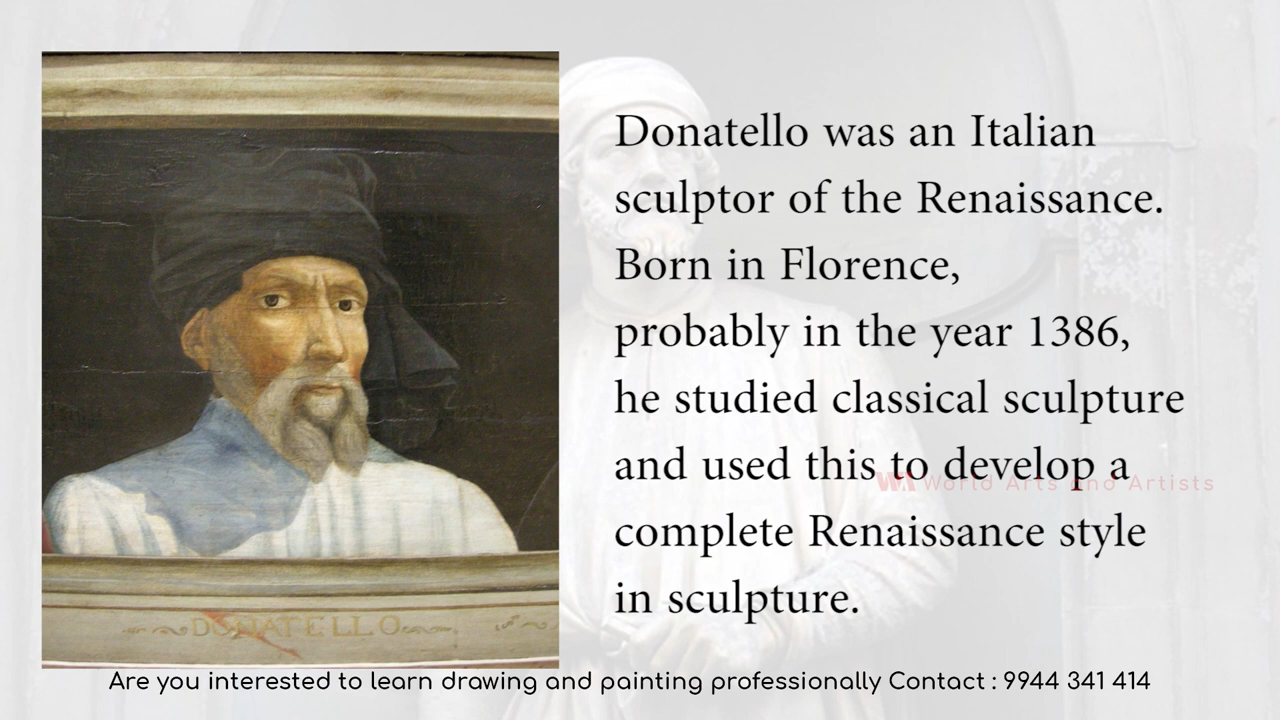 Donatello was an Italian
sculptor of the Renaissance.
Born in Florence,
probably in the year 1386,
he studied classical sculpture
and used this to develop a
WA World Arts and Artists
complete Renaissance style
in sculpture.
DONATELLO
Are you interested to learn drawing and painting professionally Contact : 9944 341 414